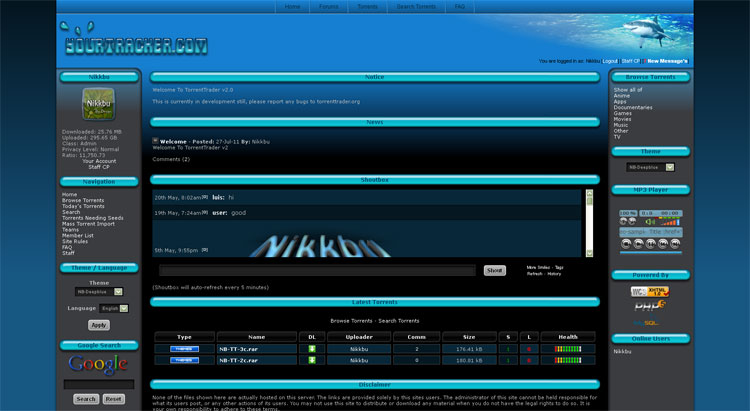 Home Forums Torrents Search Torrents FAQ
YOURTRACKER.COM
You are logged in as: Nikkbu [Logout] [Staff CP] [New Message's]
Nikkbu
Nikkbu
Downloaded: 25.76 MB
Uploaded: 295.65 GB
Class: Admin
Privacy Level: Normal
Ratio: 11,750.73
Your Account
Staff CP
Navigation
Home
Browse Torrents
Today's Torrents
Search
Torrents Needing Seeds
Mass Torrent Import
Teams
Member List
Site Rules
FAQ
Staff
Theme / Language
Theme
NB-Deepblue
Language English
Apply
Google Search
Google
Search Reset
Notice
Welcome To TorrentTrader v2.0
This is currently in development still, please report any bugs to torrenttrader.org
News
Welcome - Posted: 27-Jul-11 By: Nikkbu
Welcome To TorrentTrader v2
Comments (2)
Shoutbox
20th May, 8:02am luis: hi
19th May, 7:24am user: good
5th May, 9:55pm
Nikkbu
Shout
More Smilies - Tags
Refresh - History
(Shoutbox will auto-refresh every 5 minutes)
Latest Torrents
Browse Torrents - Search Torrents
Type Name DL Uploader Comm Size S L Health
THEMES NB-TT-3c.rar Nikkbu 2 176.41 kB
NB-TT-2c.rar Nikkbu 0 100.81 kB
Disclaimer
None of the files shown here are actually hosted on this server. The links are provided solely by this sites users. The administrator of this site cannot be held responsible
for what its users post, or any other actions of its users. You may not use this site to distribute or download any material when you do not have the legal rights to do so. It is
your own responsibility to adhere to these terms.
Browse Torrents
Show all of
Anime
Apps
Documentaries
Games
Movies
Music
Other
TV
Theme
NB-Deepblue
MP3 Player
Powered By
W3C XHTML 1.0
PHP
MySQL
Online Users
Nikkbu